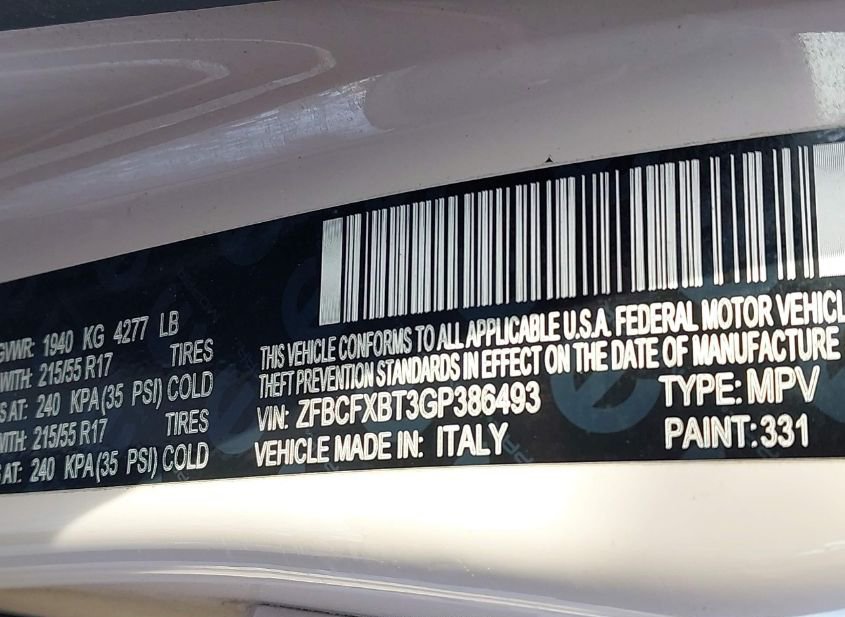 GVWR: 1940 KG 4277 LB
WITH: 215/55 R17 TIRES
AT: 240 KPA(35 PSI) COLD
WITH: 215/55 R17 TIRES
AT: 240 KPA(35 PSI) COLD
THIS VEHICLE CONFORMS TO ALL APPLICABLE U.S.A. FEDERAL MOTOR VEHICL
THEFT PREVENTION STANDARDS IN EFFECT ON THE DATE OF MANUFACTURE
VIN: ZFBCFXBT3GP386493 TYPE: MPV
VEHICLE MADE IN: ITALY PAINT: 331